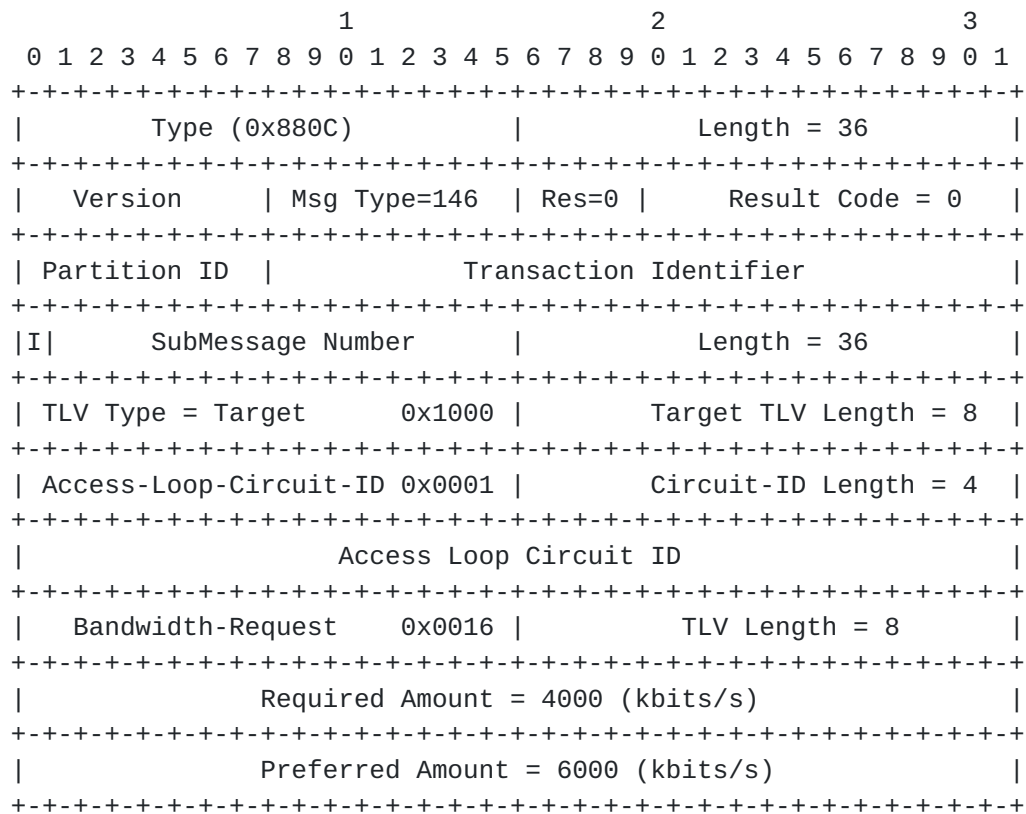 1                   2                   3
 0 1 2 3 4 5 6 7 8 9 0 1 2 3 4 5 6 7 8 9 0 1 2 3 4 5 6 7 8 9 0 1
+-+-+-+-+-+-+-+-+-+-+-+-+-+-+-+-+-+-+-+-+-+-+-+-+-+-+-+-+-+-+-+-+
|        Type (0x880C)          |           Length = 36         |
+-+-+-+-+-+-+-+-+-+-+-+-+-+-+-+-+-+-+-+-+-+-+-+-+-+-+-+-+-+-+-+-+
|   Version     | Msg Type=146  | Res=0 |     Result Code = 0   |
+-+-+-+-+-+-+-+-+-+-+-+-+-+-+-+-+-+-+-+-+-+-+-+-+-+-+-+-+-+-+-+-+
| Partition ID  |            Transaction Identifier             |
+-+-+-+-+-+-+-+-+-+-+-+-+-+-+-+-+-+-+-+-+-+-+-+-+-+-+-+-+-+-+-+-+
|I|      SubMessage Number      |           Length = 36         |
+-+-+-+-+-+-+-+-+-+-+-+-+-+-+-+-+-+-+-+-+-+-+-+-+-+-+-+-+-+-+-+-+
| TLV Type = Target      0x1000 |        Target TLV Length = 8  |
+-+-+-+-+-+-+-+-+-+-+-+-+-+-+-+-+-+-+-+-+-+-+-+-+-+-+-+-+-+-+-+-+
| Access-Loop-Circuit-ID 0x0001 |        Circuit-ID Length = 4  |
+-+-+-+-+-+-+-+-+-+-+-+-+-+-+-+-+-+-+-+-+-+-+-+-+-+-+-+-+-+-+-+-+
|                    Access Loop Circuit ID                     |
+-+-+-+-+-+-+-+-+-+-+-+-+-+-+-+-+-+-+-+-+-+-+-+-+-+-+-+-+-+-+-+-+
|   Bandwidth-Request    0x0016 |          TLV Length = 8       |
+-+-+-+-+-+-+-+-+-+-+-+-+-+-+-+-+-+-+-+-+-+-+-+-+-+-+-+-+-+-+-+-+
|               Required Amount = 4000 (kbits/s)                |
+-+-+-+-+-+-+-+-+-+-+-+-+-+-+-+-+-+-+-+-+-+-+-+-+-+-+-+-+-+-+-+-+
|               Preferred Amount = 6000 (kbits/s)               |
+-+-+-+-+-+-+-+-+-+-+-+-+-+-+-+-+-+-+-+-+-+-+-+-+-+-+-+-+-+-+-+-+